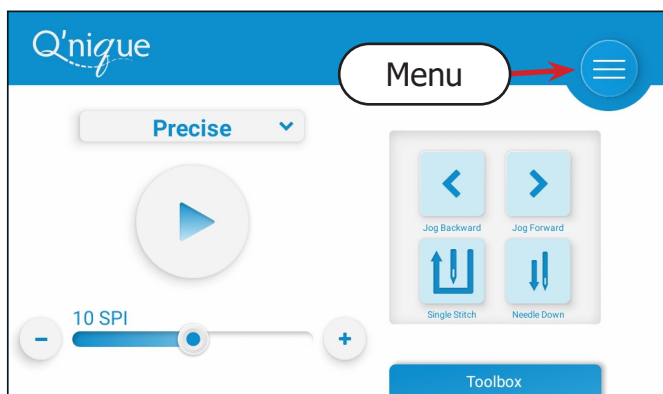 Q'nique
Menu
Precise
Jog Backward
Jog Forward
Single Stitch
Needle Down
10 SPI
Toolbox